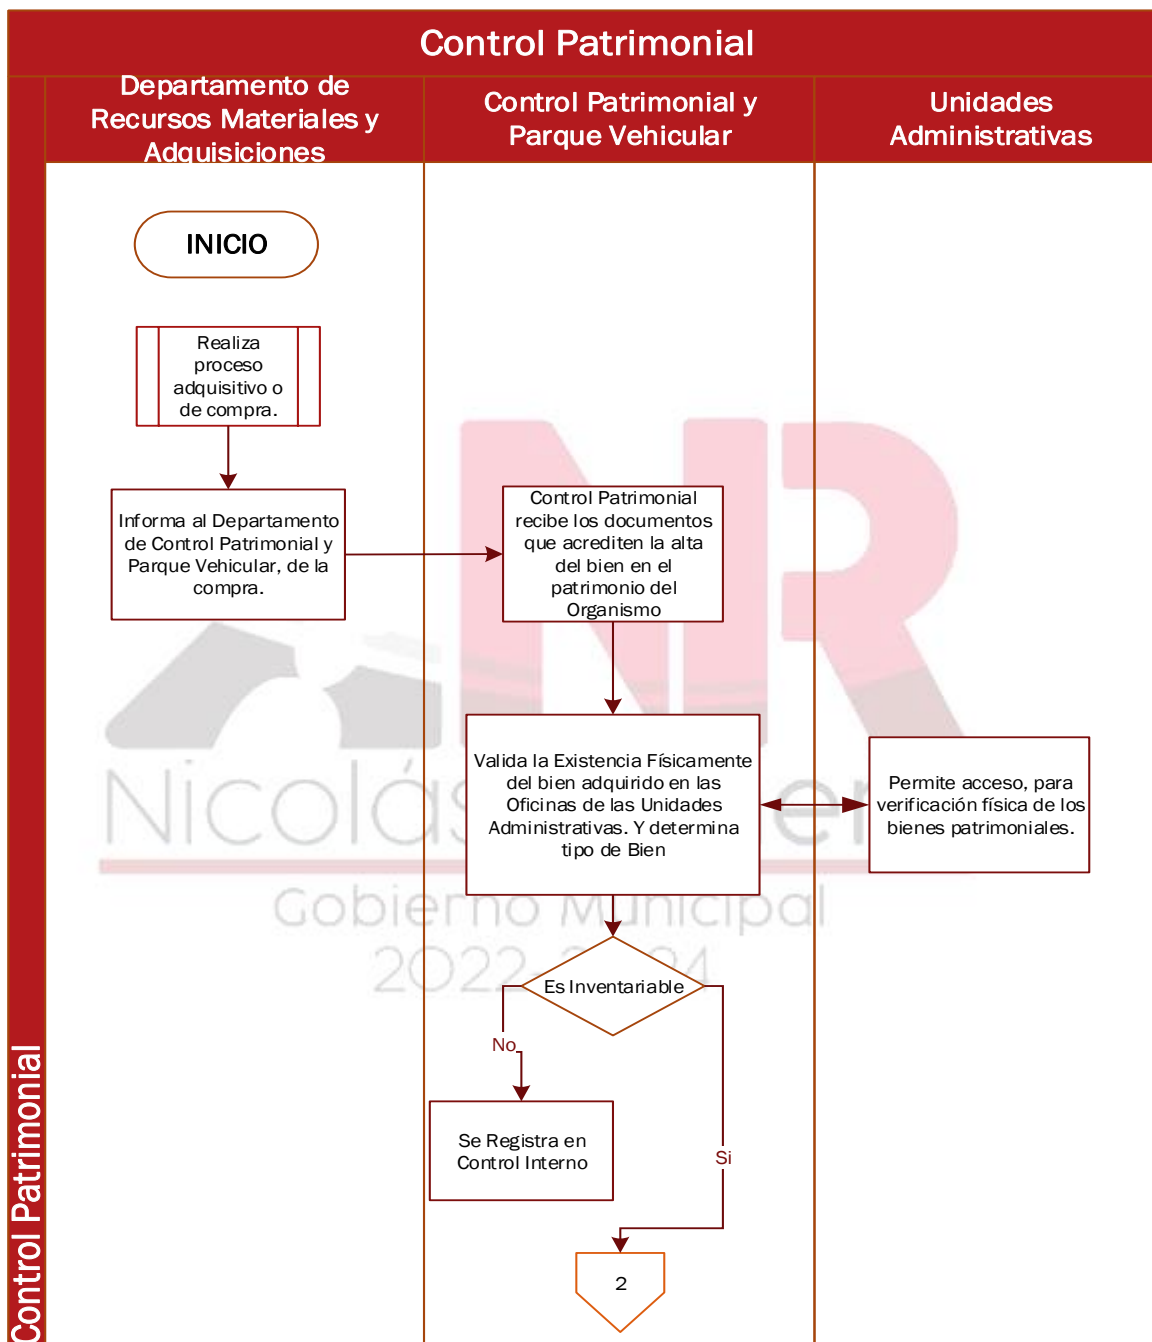 Control Patrimonial
Departamento de
Recursos Materiales y
Adquisiciones
Control Patrimonial y
Parque Vehicular
Unidades
Administrativas
INICIO
Realiza
proceso
adquisitivo o
de compra.
Informa al Departamento
de Control Patrimonial y
Parque Vehicular, de la
compra.
Control Patrimonial
recibe los documentos
que acrediten la alta
del bien en el
patrimonio del
Organismo
Valida la Existencia Físicamente
del bien adquirido en las
Oficinas de las Unidades
Administrativas. Y determina
tipo de Bien
Permite acceso, para
verificación física de los
bienes patrimoniales.
Es Inventariable
No
Se Registra en
Control Interno
Si
2
Control Patrimonial
NR
Nicolás
Gobierno Municipal